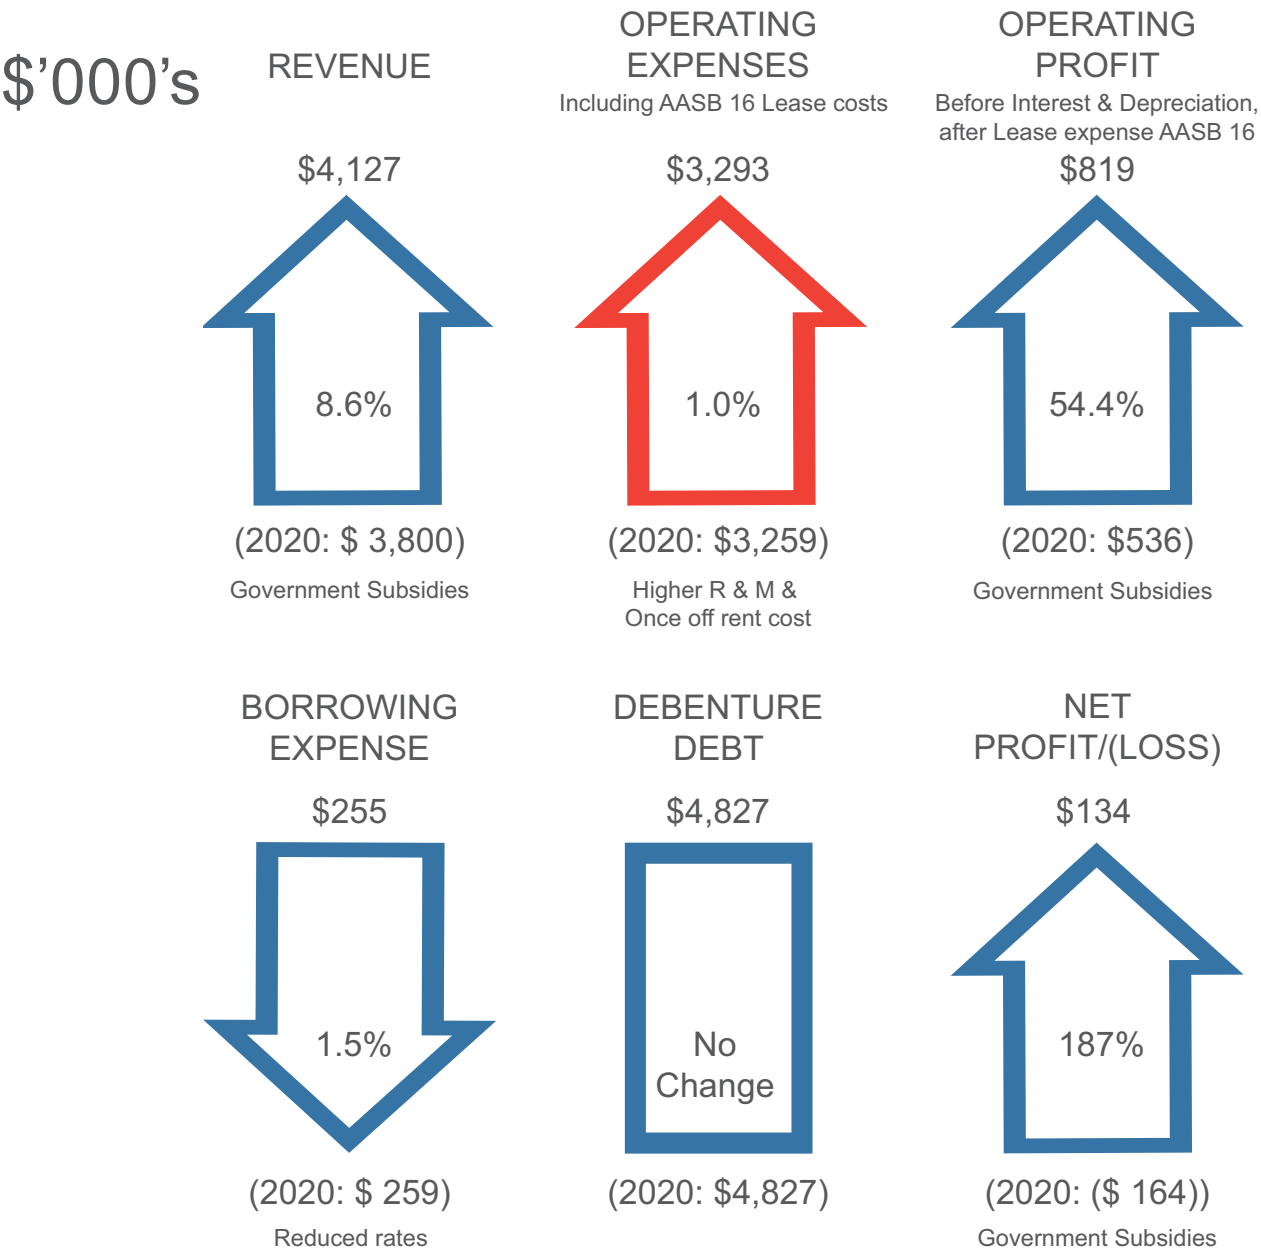 $'000's
REVENUE
$4,127
8.6%
(2020: $ 3,800)
Government Subsidies
OPERATING
EXPENSES
Including AASB 16 Lease costs
$3,293
1.0%
(2020: $3,259)
Higher R & M &
Once off rent cost
OPERATING
PROFIT
Before Interest & Depreciation,
after Lease expense AASB 16
$819
54.4%
(2020: $536)
Government Subsidies
BORROWING
EXPENSE
$255
1.5%
(2020: $ 259)
Reduced rates
DEBENTURE
DEBT
$4,827
No
Change
(2020: $4,827)
NET
PROFIT/(LOSS)
$134
187%
(2020: ($ 164))
Government Subsidies